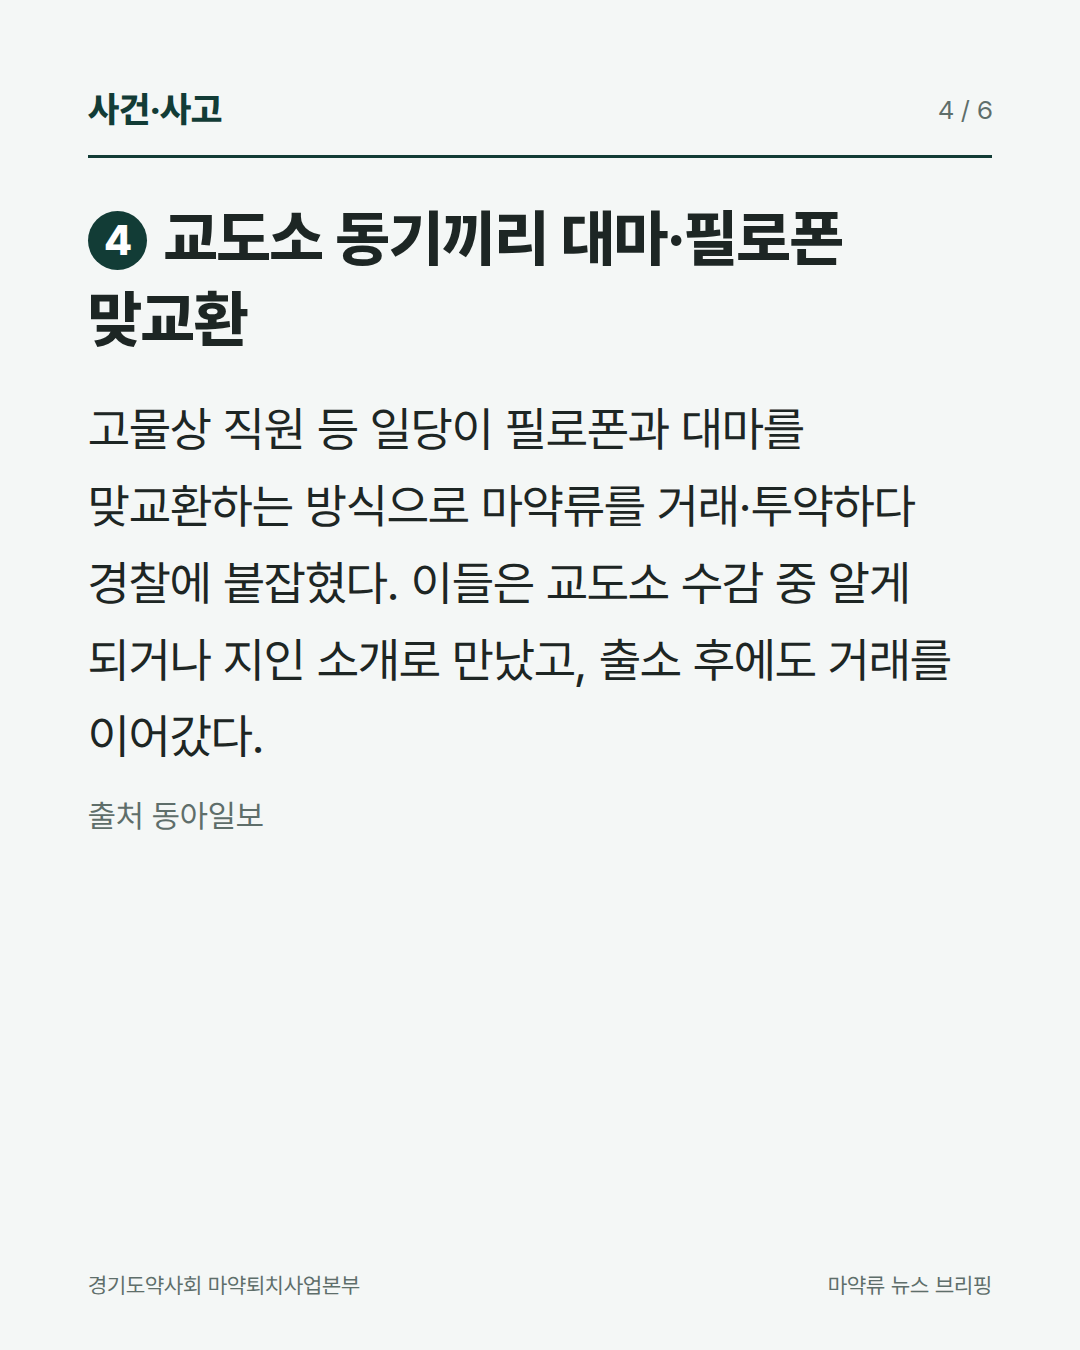 사건·사고
4 / 6
4 교도소 동기끼리 대마·필로폰
맞교환
고물상 직원 등 일당이 필로폰과 대마를
맞교환하는 방식으로 마약류를 거래·투약하다
경찰에 붙잡혔다. 이들은 교도소 수감 중 알게
되거나 지인 소개로 만났고, 출소 후에도 거래를
이어갔다.
출처 동아일보
경기도약사회 마약퇴치사업본부
마약류 뉴스 브리핑